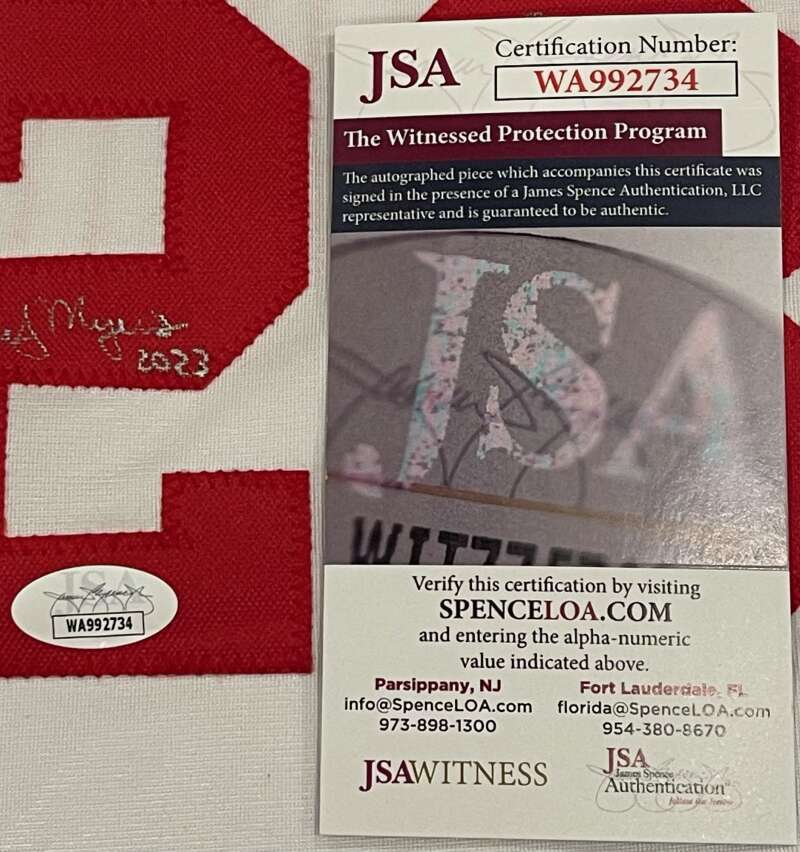 JSA
Certification Number:
WA992734
The Witnessed Protection Program
The autographed piece which accompanies this certificate was
signed in the presence of a James Spence Authentication, LLC
representative and is guaranteed to be authentic.
JSA
Myers
2023
JSA
WA992734
Verify this certification by visiting
SPENCELOA.COM
and entering the alpha-numeric
value indicated above.
Parsippany, NJ
info@SpenceLOA.com
973-898-1300
Fort Lauderdale, FL
florida@SpenceLOA.com
954-380-8670
JSAWITNESS
JSA
James Spence
Authentication